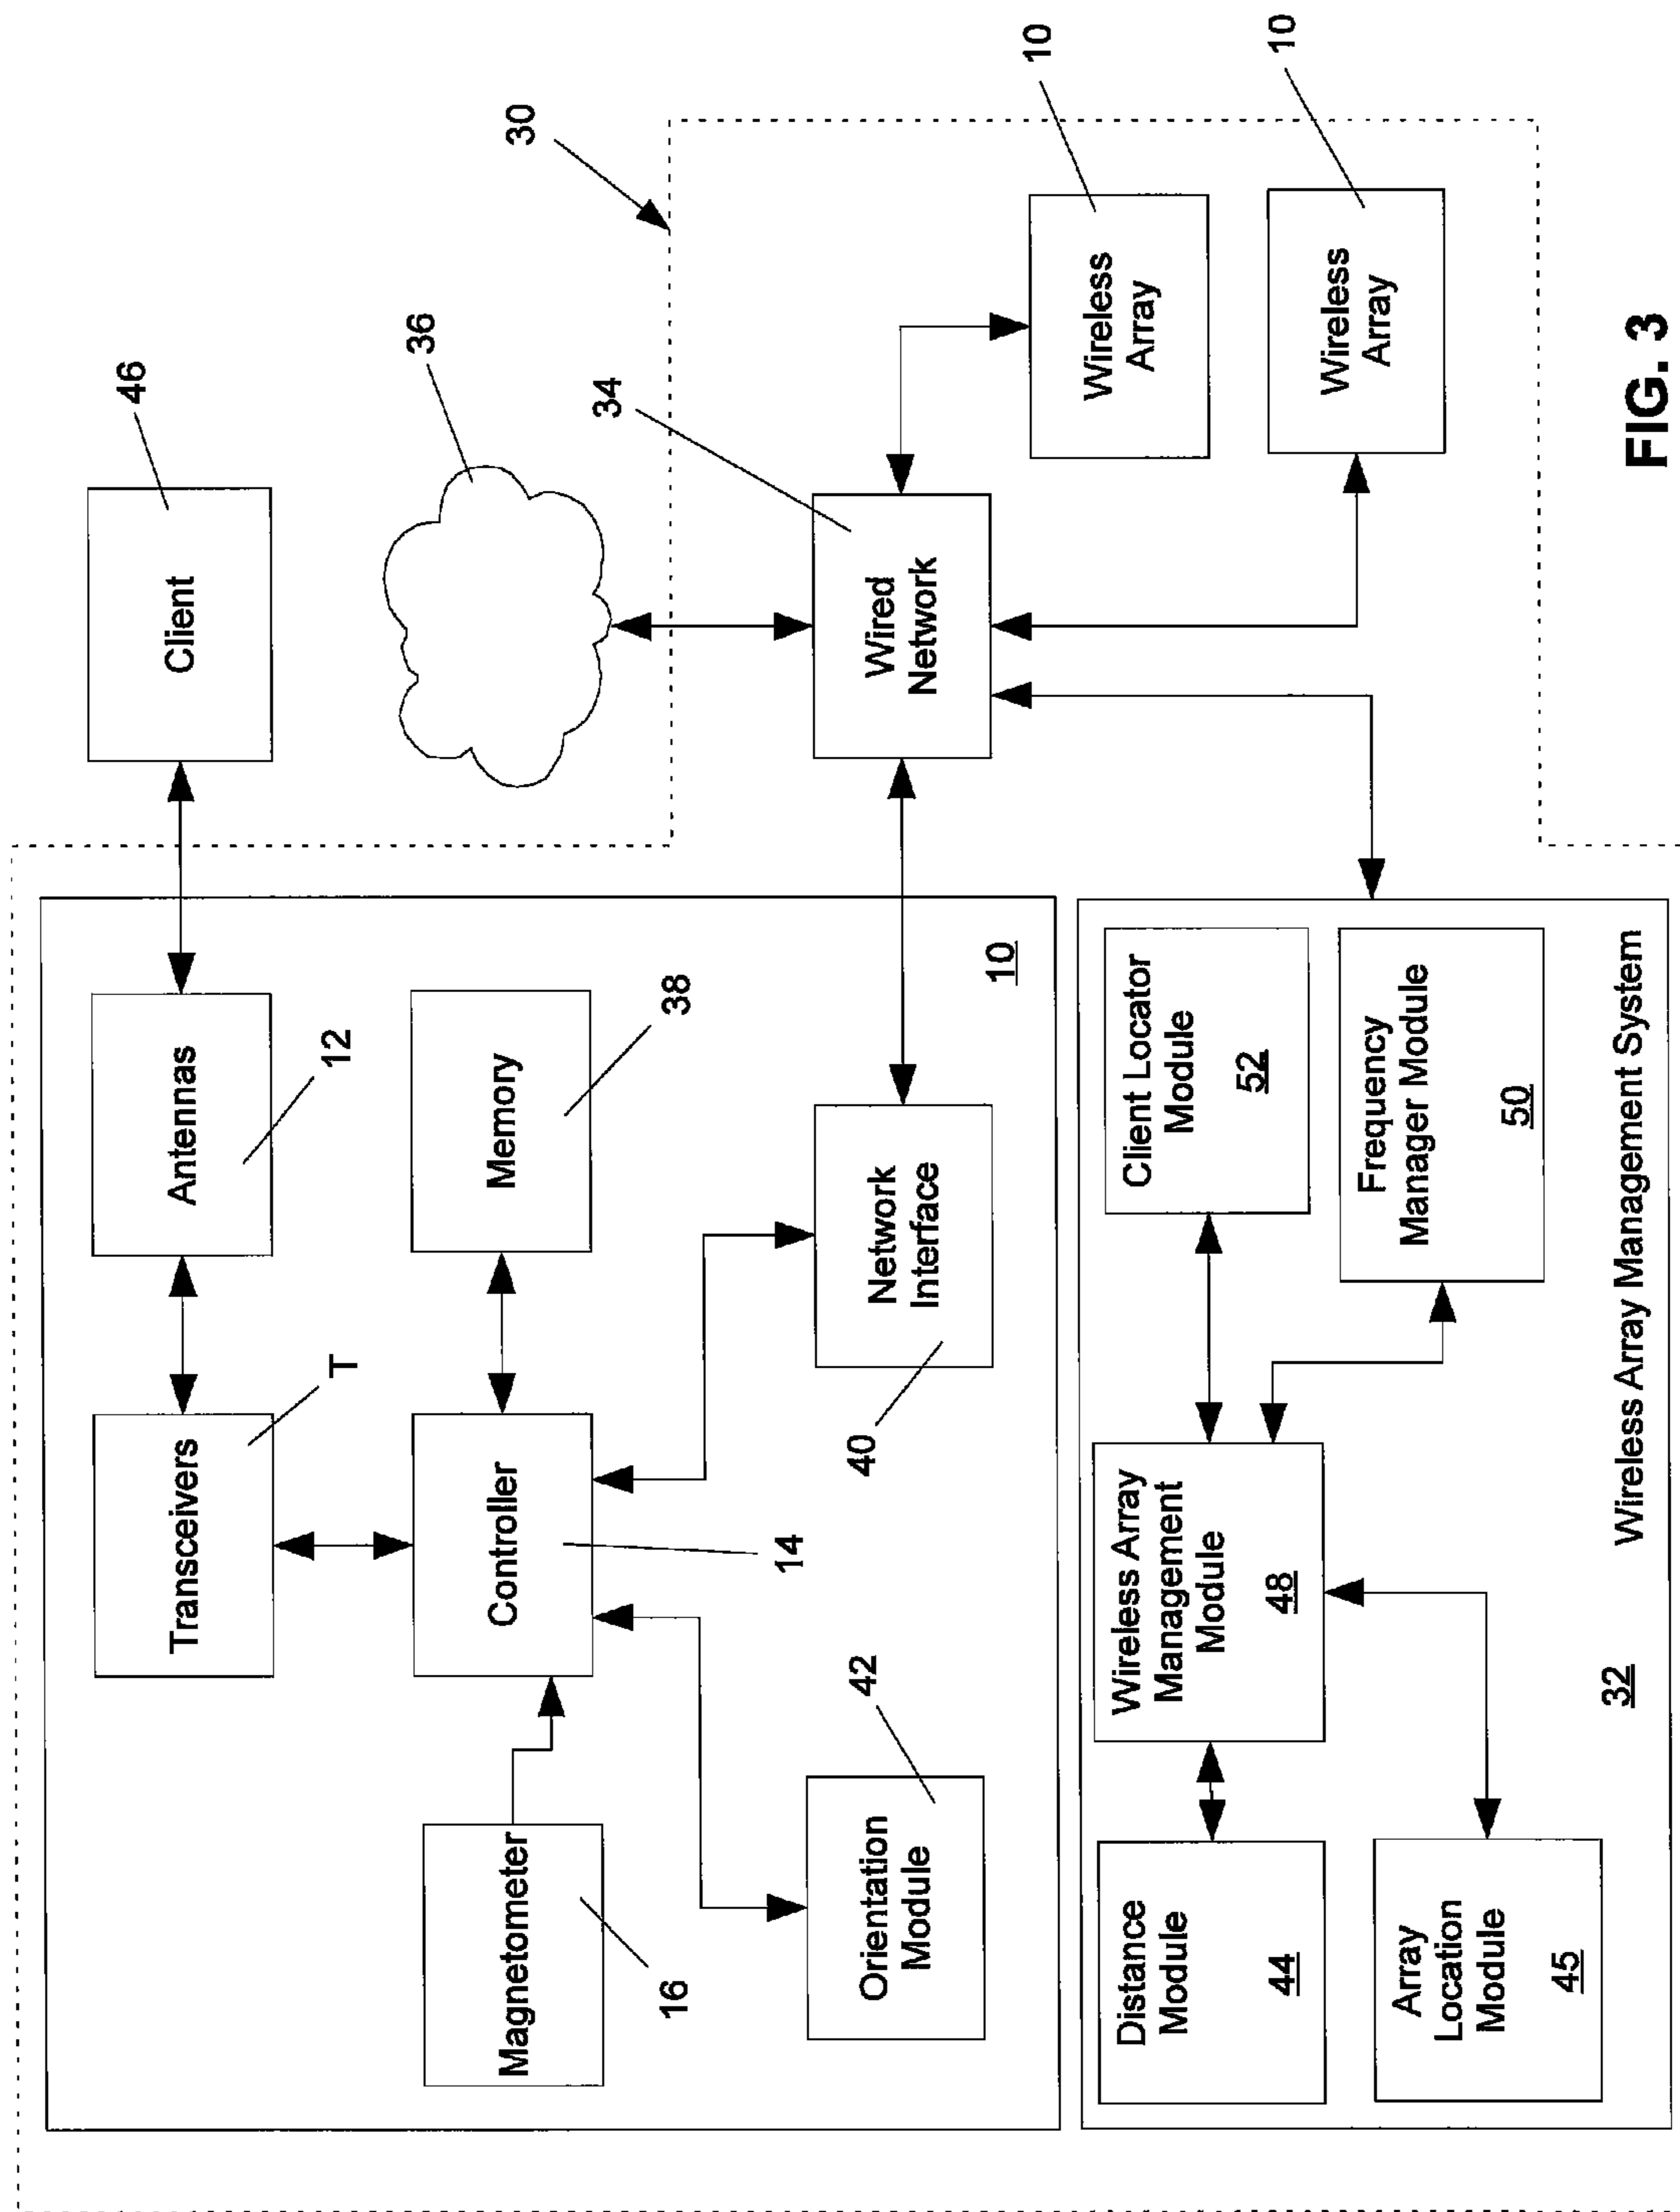 Transceivers
T
Antennas
12
Client
46
Magnetometer
16
Controller
14
Memory
38
36
30
Orientation
Module
42
Network
Interface
40
10
Wired
Network
34
Wireless
Array
10
Wireless
Array
10
Distance
Module
44
Wireless Array
Management
Module
48
Client Locator
Module
52
Array
Location
Module
45
Frequency
Manager Module
50
32
Wireless Array Management System
FIG. 3